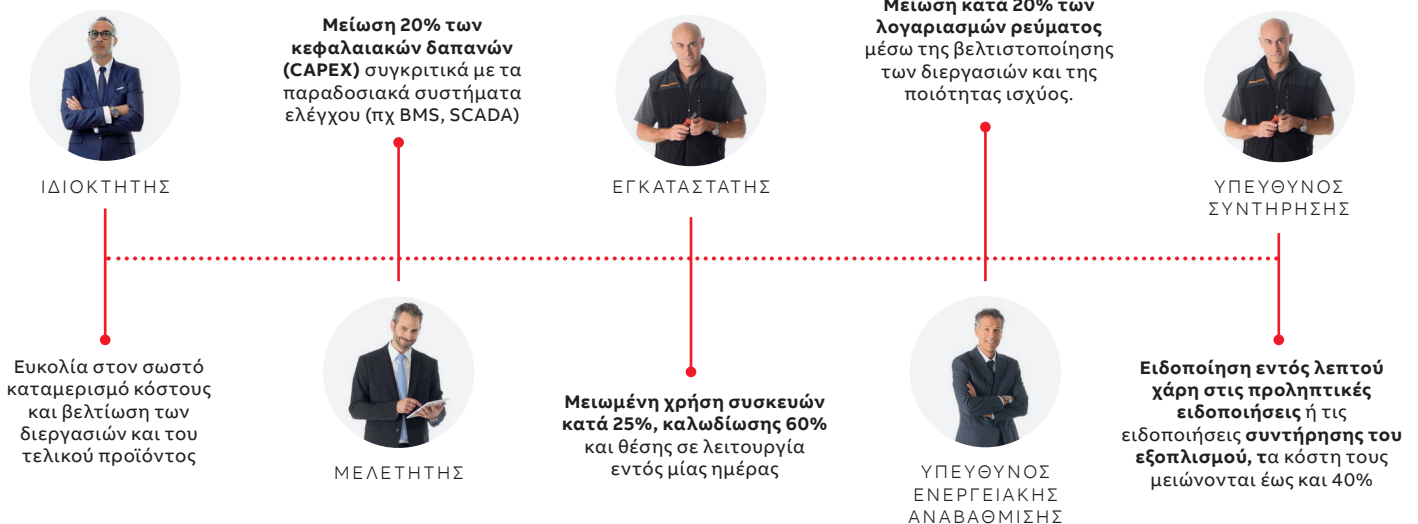 ΙΔΙΟΚΤΗΤΗΣ
Ευκολία στον σωστό
καταμερισμό κόστους
και βελτίωση των
διεργασιών και του
τελικού προϊόντος
Μείωση 20% των
κεφαλαιακών δαπανών
(CAPEX) συγκριτικά με τα
παραδοσιακά συστήματα
ελέγχου (πχ BMS, SCADA)
ΜΕΛΕΤΗΤΗΣ
ΕΓΚΑΤΑΣΤΑΤΗΣ
Μειωμένη χρήση συσκευών
κατά 25%, καλωδίωσης 60%
και θέσης σε λειτουργία
εντός μίας ημέρας
Μείωση κατά 20% των
λογαριασμών ρεύματος
μέσω της βελτιστοποίησης
των διεργασιών και της
ποιότητας ισχύος.
ΥΠΕΥΘΥΝΟΣ
ΕΝΕΡΓΕΙΑΚΗΣ
ΑΝΑΒΑΘΜΙΣΗΣ
ΥΠΕΥΘΥΝΟΣ
ΣΥΝΤΗΡΗΣΗΣ
Ειδοποίηση εντός λεπτού
χάρη στις προληπτικές
ειδοποιήσεις ή τις
ειδοποιήσεις συντήρησης του
εξοπλισμού, τα κόστη τους
μειώνονται έως και 40%